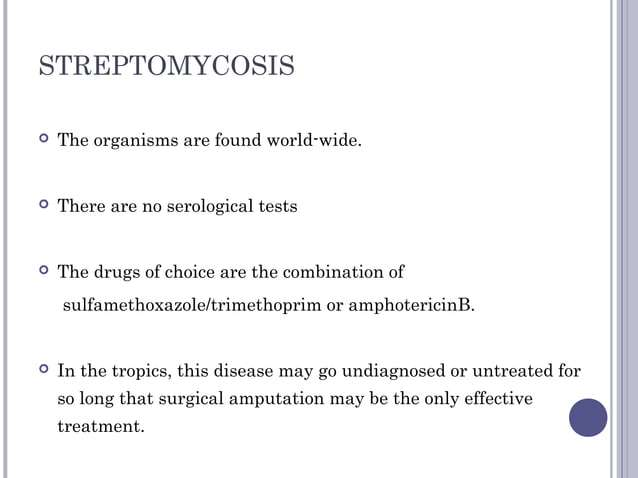 STREPTOMYCOSIS
The organisms are found world-wide.
There are no serological tests
The drugs of choice are the combination of
sulfamethoxazole/trimethoprim or amphotericinB.
In the tropics, this disease may go undiagnosed or untreated for
so long that surgical amputation may be the only effective
treatment.